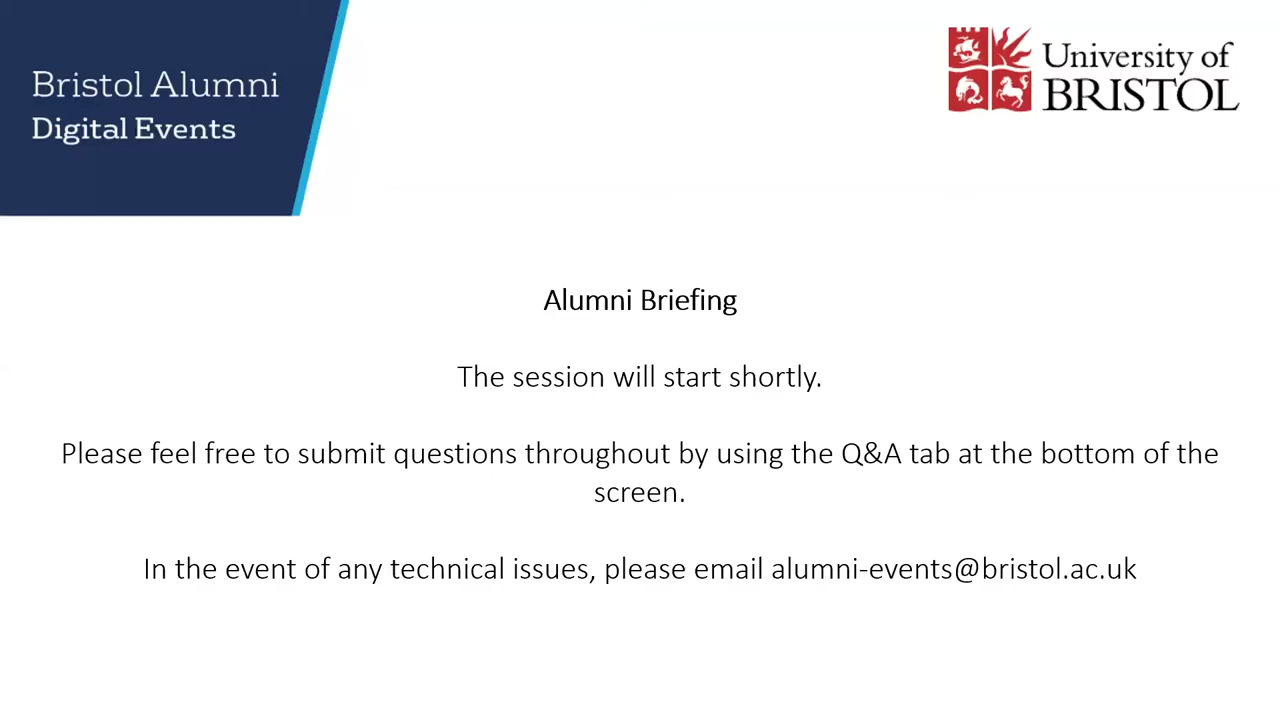 Bristol Alumni
Digital Events
University of
BRISTOL
Alumni Briefing
The session will start shortly.
Please feel free to submit questions throughout by using the Q&A tab at the bottom of the
screen.
In the event of any technical issues, please email alumni-events@bristol.ac.uk